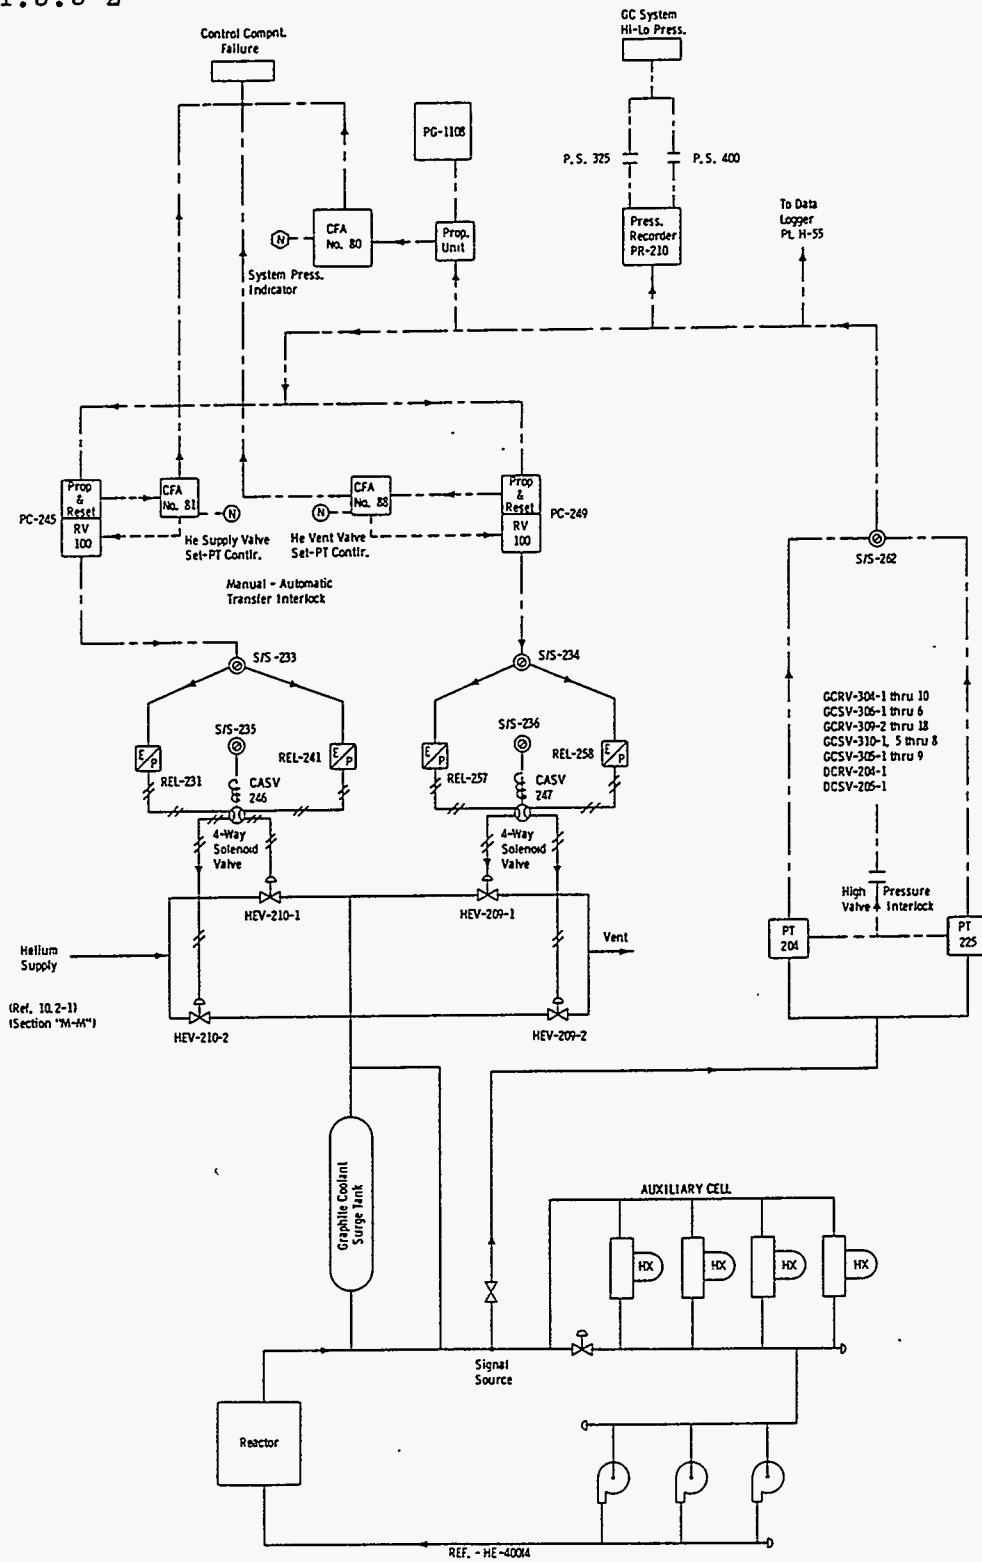 GC System
Hi-Lo Press.
Control Compnt.
Failure
PG-1108
P.S. 325
P.S. 400
To Data
Logger
Pt. H-55
CFA
No. 80
Prop.
Unit
Press.
Recorder
PR-210
N
System Press.
Indicator
Prop
&
Reset
CFA
No. 81
CFA
No. 88
Prop
&
Reset
PC-245
RV
100
N
N
RV
100
PC-249
He Supply Valve
Set-PT Contlr.
He Vent Valve
Set-PT Contlr.
Manual - Automatic
Transfer Interlock
S/S-262
S/S-233
S/S-234
GCRV-304-1 thru 10
GCSV-306-1 thru 6
GCRV-309-2 thru 18
GCSV-310-1, 5 thru 8
GCSV-305-1 thru 9
DCRV-204-1
DCSV-205-1
S/S-235
S/S-236
E/P
REL-231
REL-241
E/P
E/P
REL-257
REL-258
E/P
CASV
246
CASV
247
4-Way
Solenoid
Valve
4-Way
Solenoid
Valve
High Pressure
Valve Interlock
HEV-210-1
HEV-209-1
PT
204
PT
225
Helium
Supply
Vent
(Ref. 10.2-1)
(Section "M-M")
HEV-210-2
HEV-209-2
Graphite Coolant
Surge Tank
AUXILIARY CELL
HX
HX
HX
HX
Signal
Source
Reactor
REF. - HE-40014